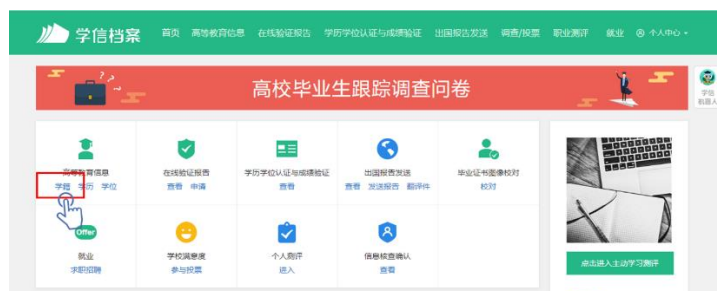 学信档案 首页 高等教育信息 在线验证报告 学历学位认证与成绩验证 出国报告发送 调查/投票 职业测评 就业 个人中心
高校毕业生跟踪调查问卷
学信机器人
高等教育信息 在线验证报告 学历学位认证与成绩验证 出国报告发送 毕业证书图像校对
学籍 学历 学位 查看 申请 查看 查看 发送报告 翻译件 校对
Offer
就业 学校满意度 个人测评 信息核查确认
求职招聘 参与投票 进入 查看
点击进入主动学习测评